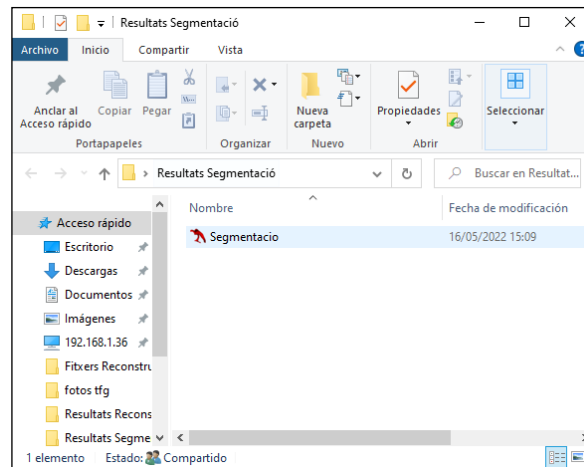 Resultats Segmentació
Archivo Inicio Compartir Vista
Anclar al Acceso rápido
Copiar
Pegar
Nueva carpeta
Propiedades
Seleccionar
Portapapeles Organizar Nuevo Abrir
Resultats Segmentació
Buscar en Resultat...
Nombre Fecha de modificación
Acceso rápido
Segmentacio 16/05/2022 15:09
Escritorio
Descargas
Documentos
Imágenes
192.168.1.36
Fitxers Reconstru
fotos tfg
Resultats Recons
Resultats Segme
1 elemento Estado: Compartido